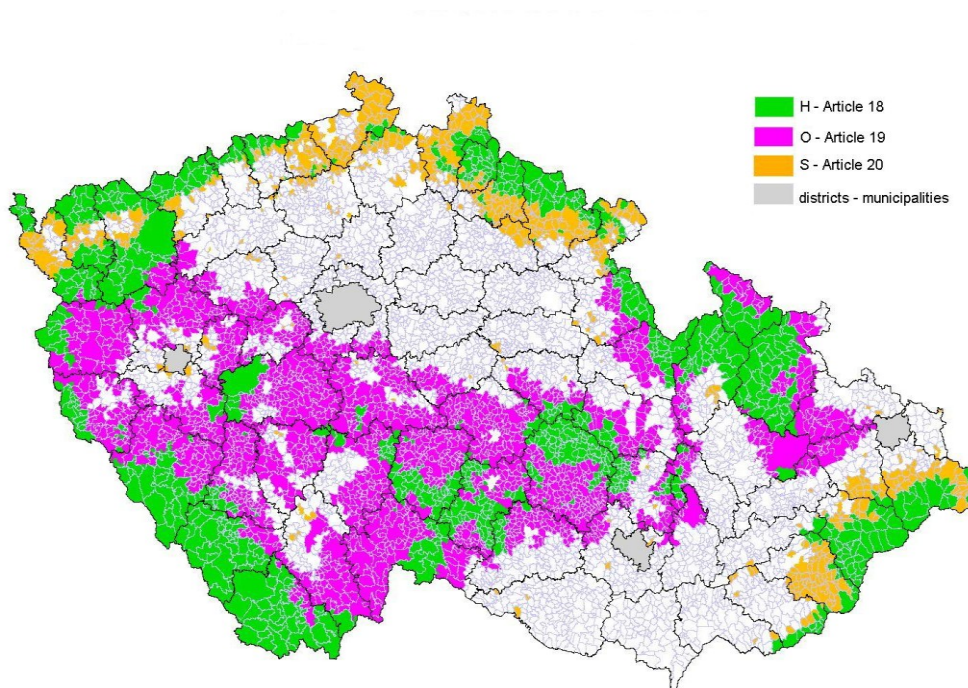 H - Article 18
O - Article 19
S - Article 20
districts - municipalities